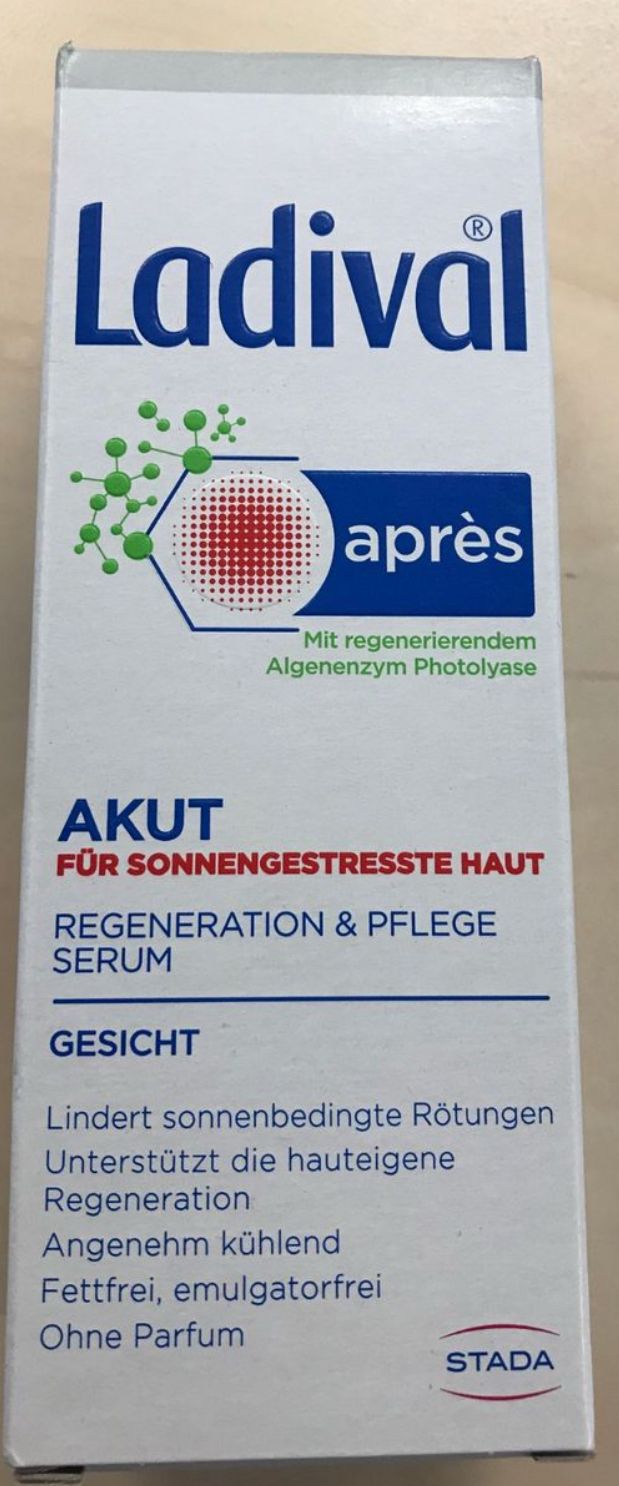 Ladival®
après
Mit regenerierendem
Algenenzym Photolyase
AKUT
FÜR SONNENGESTRESSTE HAUT
REGENERATION & PFLEGE
SERUM
GESICHT
Lindert sonnenbedingte Rötungen
Unterstützt die hauteigene
Regeneration
Angenehm kühlend
Fettfrei, emulgatorfrei
Ohne Parfum
STADA